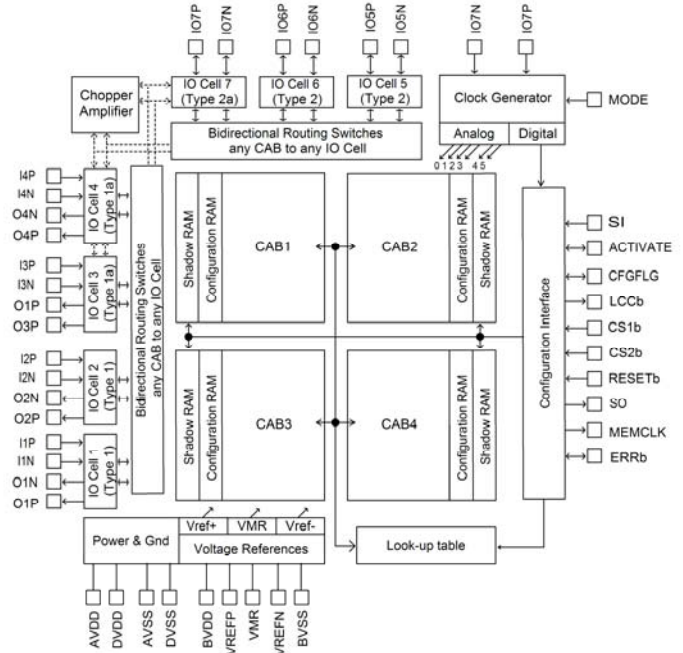 IO7P
IO7N
IO6P
IO6N
IO5P
IO5N
IO7N
IO7P
Chopper
Amplifier
IO Cell 7
(Type 2a)
IO Cell 6
(Type 2)
IO Cell 5
(Type 2)
Clock Generator
MODE
Analog
Digital
Bidirectional Routing Switches
any CAB to any IO Cell
0 1 2 3 4 5
I4P
I4N
O4N
O4P
IO Cell 4
(Type 1a)
I3P
I3N
O1P
O3P
IO Cell 3
(Type 1a)
I2P
I2N
O2N
O2P
IO Cell 2
(Type 1)
I1P
I1N
O1N
O1P
IO Cell 1
(Type 1)
Bidirectional Routing Switches
any CAB to any IO Cell
Shadow RAM
Configuration RAM
CAB1
CAB2
Configuration RAM
Shadow RAM
Shadow RAM
Configuration RAM
CAB3
CAB4
Configuration RAM
Shadow RAM
Configuration Interface
SI
ACTIVATE
CFGFLG
LCCb
CS1b
CS2b
RESETb
SO
MEMCLK
ERRb
Power & Gnd
Vref+
VMR
Vref-
Voltage References
Look-up table
AVDD
DVDD
AVSS
DVSS
BVDD
VREFP
VMR
VREFN
BVSS